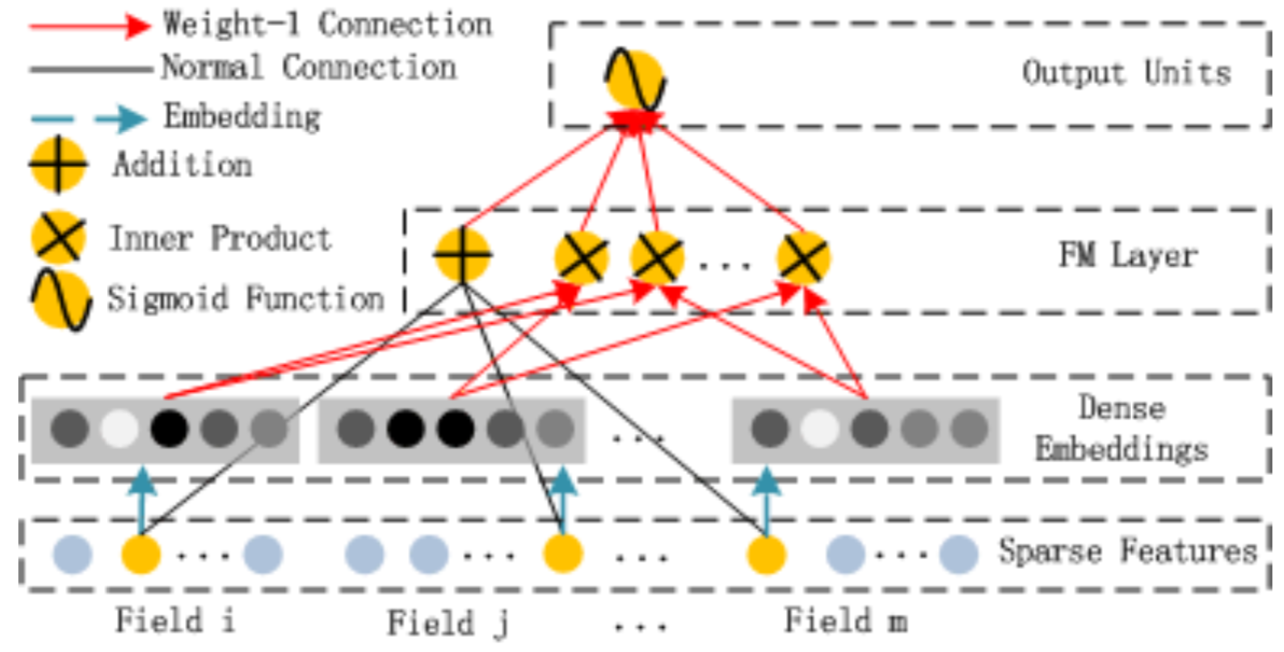 Weight-1 Connection
Normal Connection
Embedding
Addition
Inner Product
Sigmoid Function
Output Units
FM Layer
...
Dense
Embeddings
...
Sparse Features
... ... ... ...
Field i Field j ... Field m